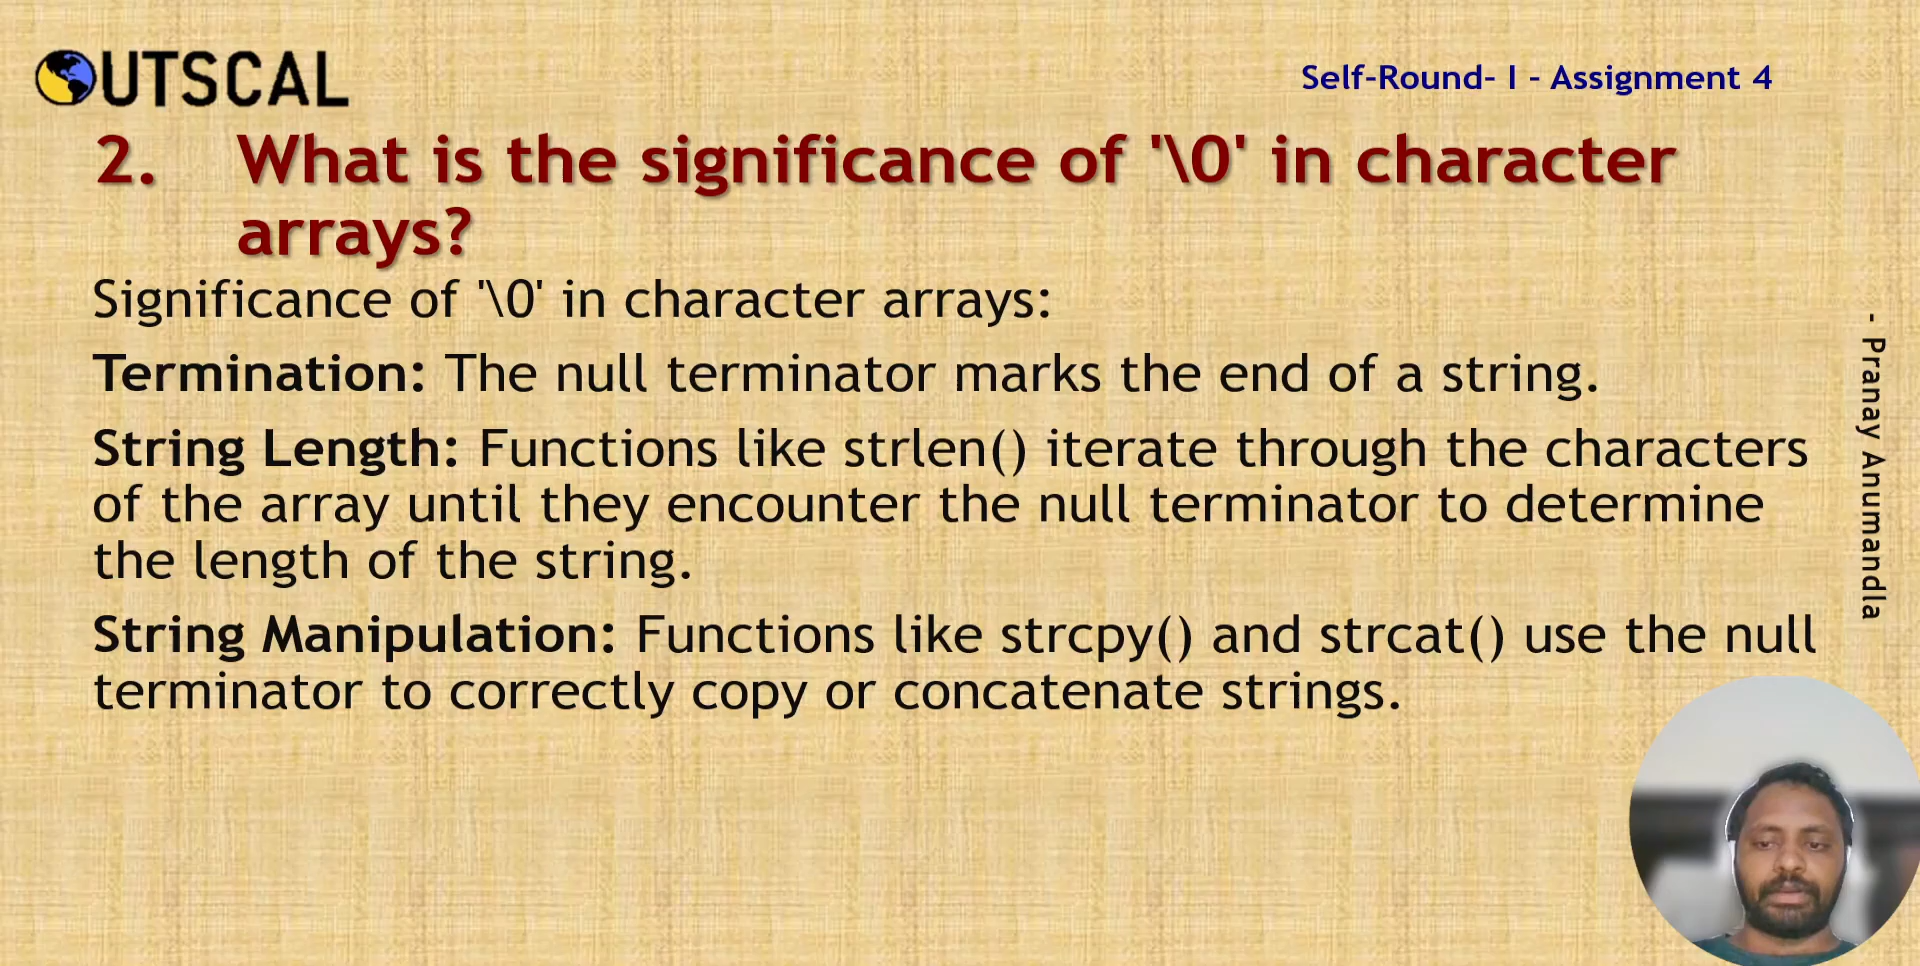 OUTSCAL
Self-Round- I - Assignment 4
2. What is the significance of '\0' in character
arrays?
Significance of '\0' in character arrays:
Termination: The null terminator marks the end of a string.
String Length: Functions like strlen() iterate through the characters
of the array until they encounter the null terminator to determine
the length of the string.
String Manipulation: Functions like strcpy() and strcat() use the null
terminator to correctly copy or concatenate strings.
- Pranay Anumandla